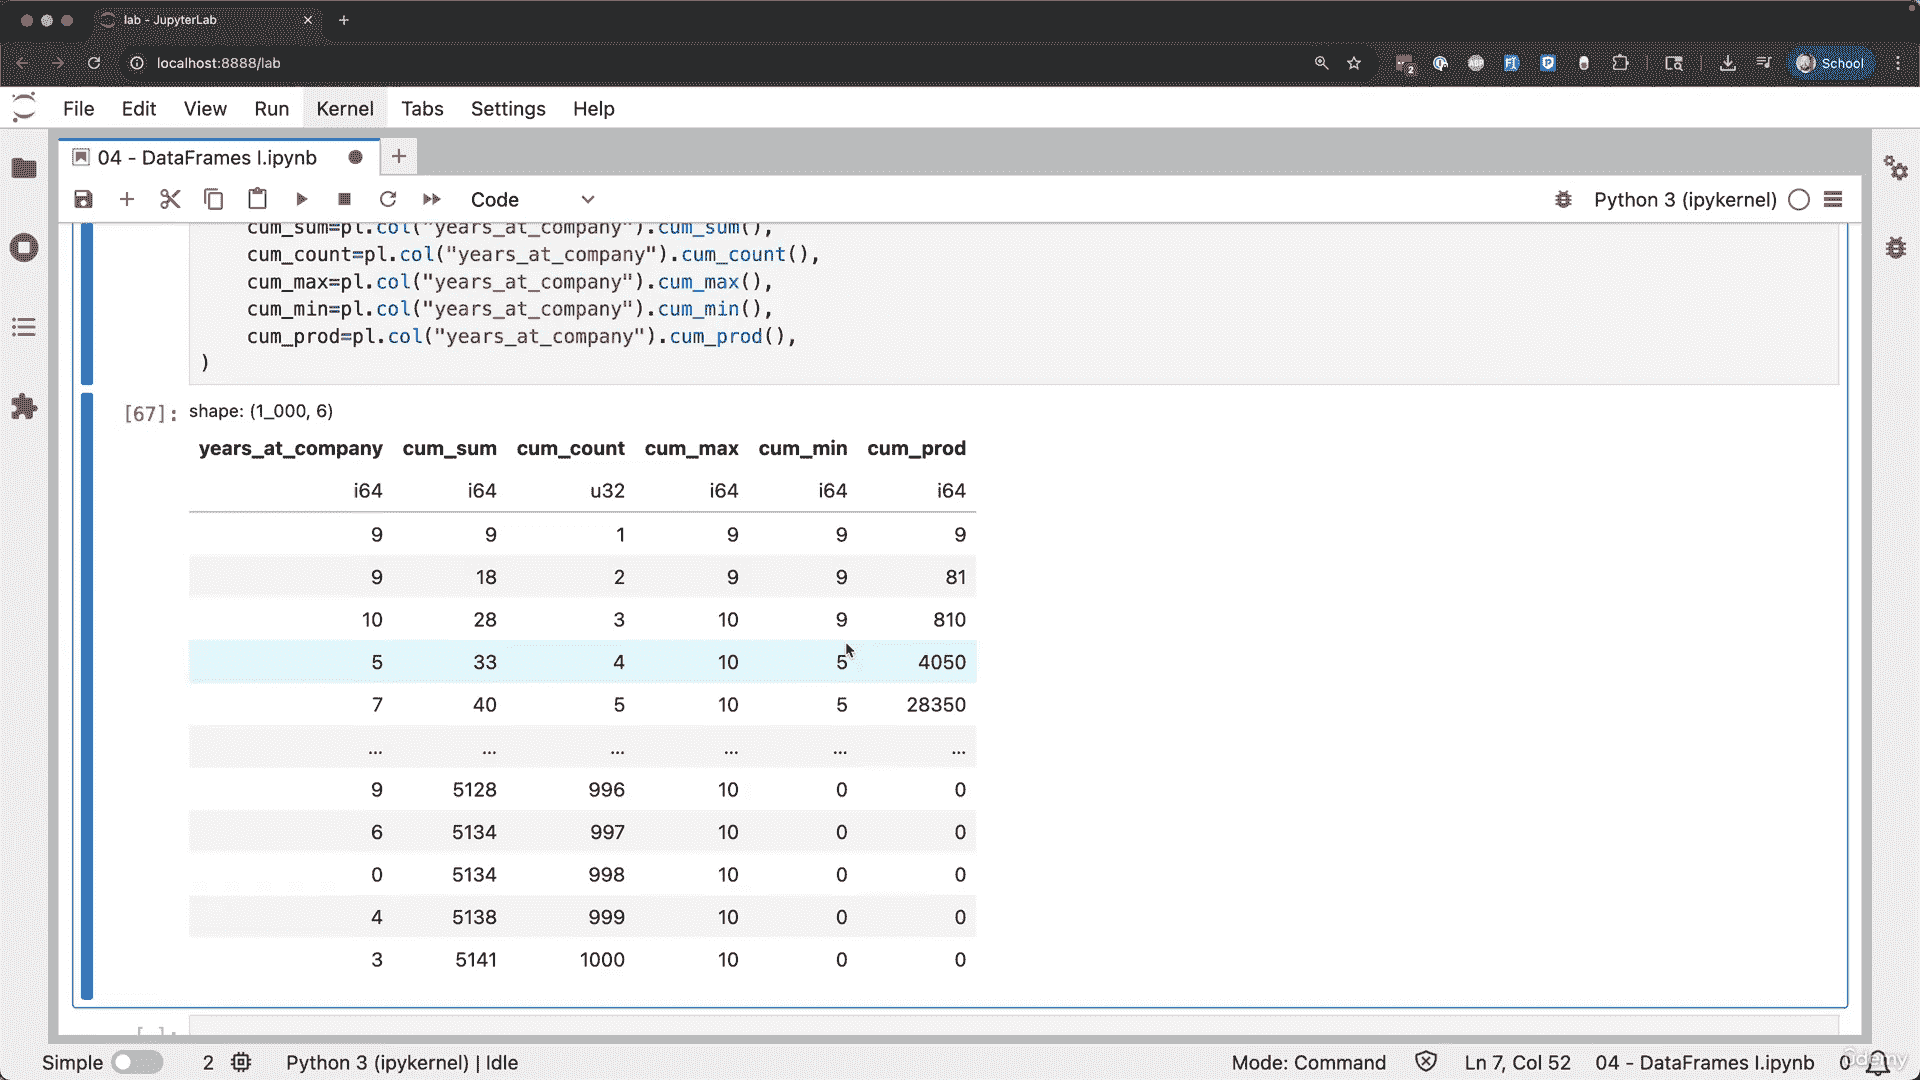 lab - JupyterLab
localhost:8888/lab
2
School
File Edit View Run Kernel Tabs Settings Help
04 - DataFrames I.ipynb
Code
Python 3 (ipykernel)
cum_sum=pl.col("years_at_company").cum_sum(),
cum_count=pl.col("years_at_company").cum_count(),
cum_max=pl.col("years_at_company").cum_max(),
cum_min=pl.col("years_at_company").cum_min(),
cum_prod=pl.col("years_at_company").cum_prod(),
)
[67]: shape: (1_000, 6)
years_at_company cum_sum cum_count cum_max cum_min cum_prod
i64 i64 u32 i64 i64 i64
9 9 1 9 9 9
9 18 2 9 9 81
10 28 3 10 9 810
5 33 4 10 5 4050
7 40 5 10 5 28350
... ... ... ... ... ...
9 5128 996 10 0 0
6 5134 997 10 0 0
0 5134 998 10 0 0
4 5138 999 10 0 0
3 5141 1000 10 0 0
[ ]:
Simple 2 Python 3 (ipykernel) | Idle Mode: Command Ln 7, Col 52 04 - DataFrames I.ipynb 0
Udemy